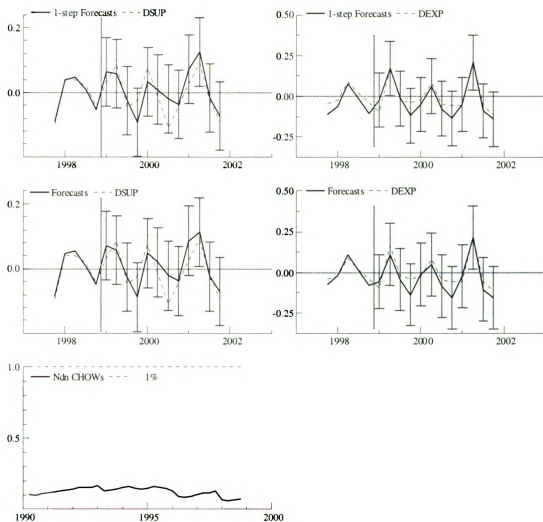 1-step Forecasts DSUP
0.2
0.0
1998 2000 2002
1-step Forecasts DEXP
0.50
0.25
0.00
-0.25
1998 2000 2002
Forecasts DSUP
0.2
0.0
1998 2000 2002
Forecasts DEXP
0.50
0.25
0.00
-0.25
1998 2000 2002
1.0
Ndn CHOWs 1%
0.5
1990 1995 2000